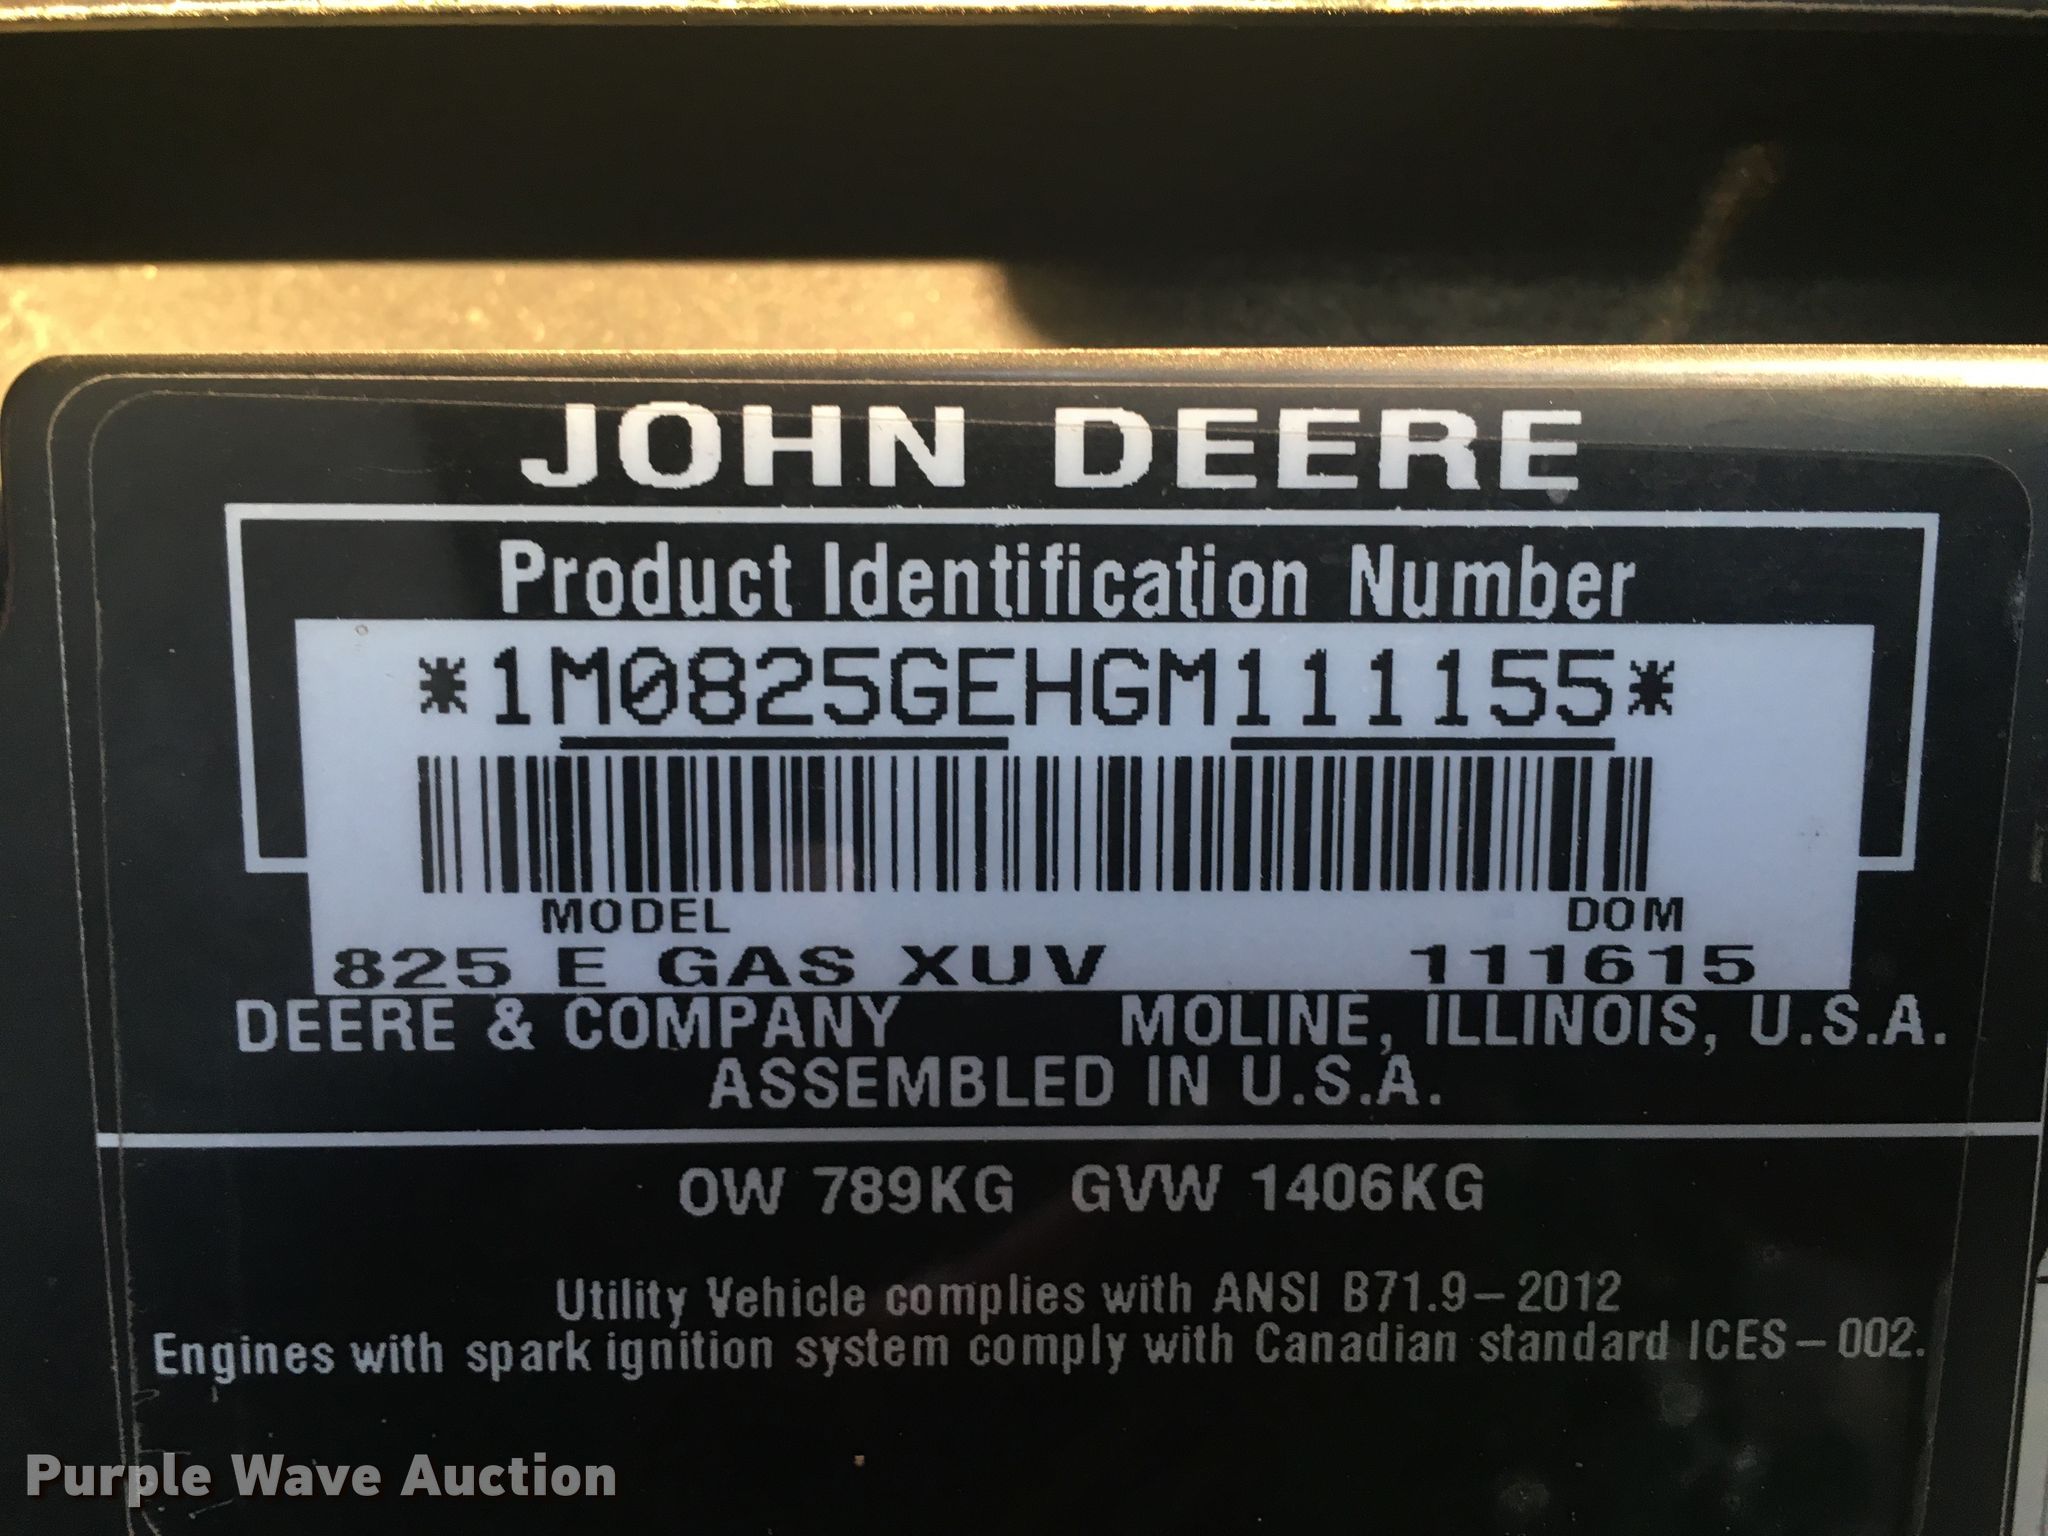 JOHN DEERE
Product Identification Number
*1M0825GEHGM111155*
MODEL DOM
825 E GAS XUV 111615
DEERE & COMPANY MOLINE, ILLINOIS, U.S.A.
ASSEMBLED IN U.S.A.
OW 789KG GVW 1406KG
Utility Vehicle complies with ANSI B71.9-2012
Engines with spark ignition system comply with Canadian standard ICES-002.
Purple Wave Auction